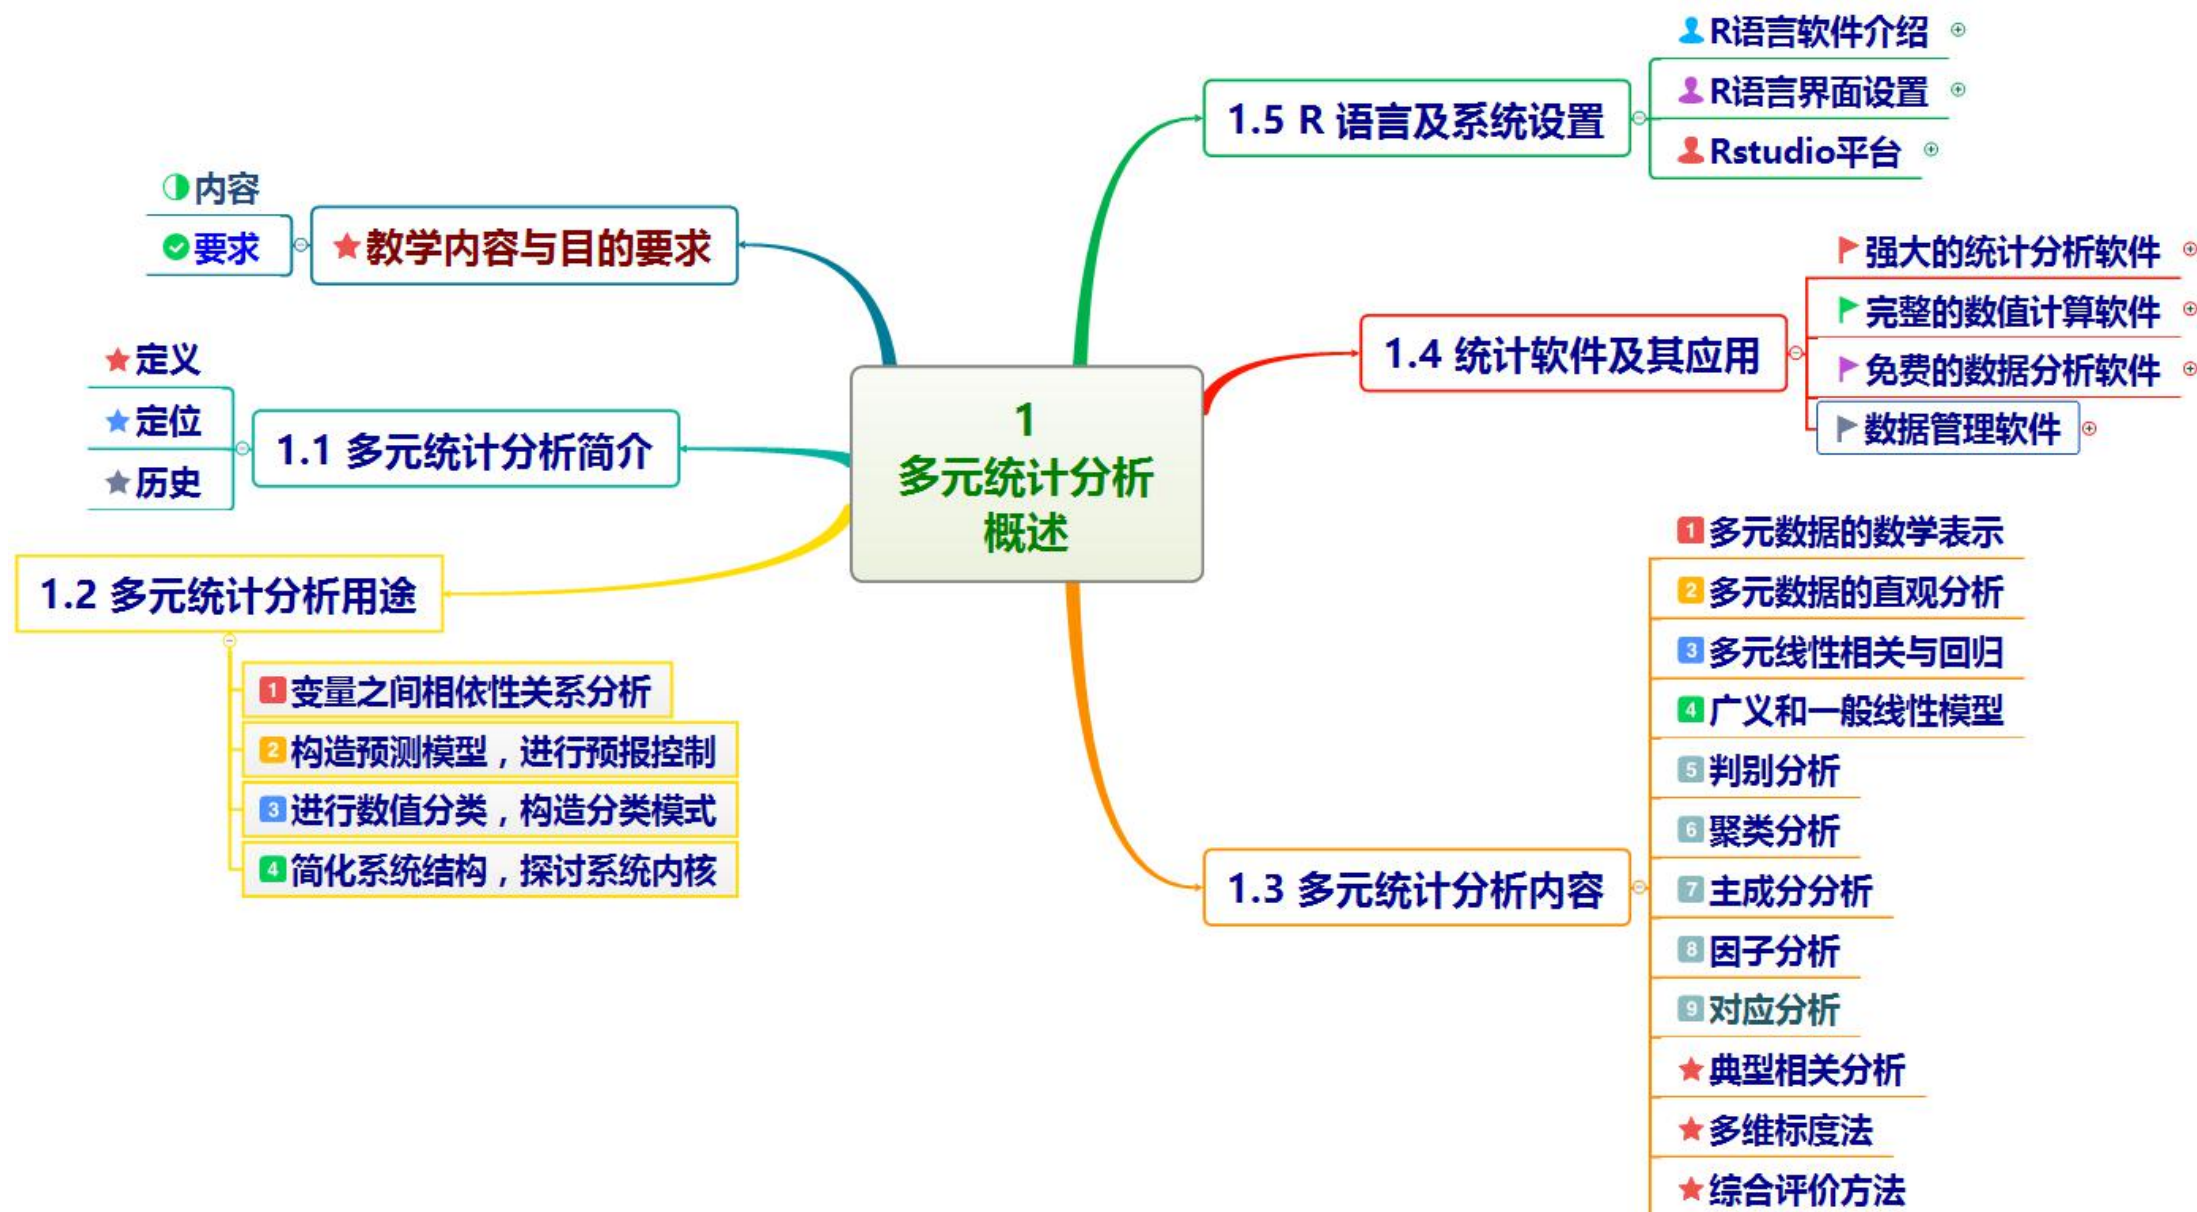 1
多元统计分析
概述
★教学内容与目的要求
内容
要求
1.1 多元统计分析简介
★定义
★定位
★历史
1.2 多元统计分析用途
1 变量之间相依性关系分析
2 构造预测模型，进行预报控制
3 进行数值分类，构造分类模式
4 简化系统结构，探讨系统内核
1.3 多元统计分析内容
1 多元数据的数学表示
2 多元数据的直观分析
3 多元线性相关与回归
4 广义和一般线性模型
5 判别分析
6 聚类分析
7 主成分分析
8 因子分析
9 对应分析
★典型相关分析
★多维标度法
★综合评价方法
1.4 统计软件及其应用
强大的统计分析软件
完整的数值计算软件
免费的数据分析软件
数据管理软件
1.5 R 语言及系统设置
R语言软件介绍
R语言界面设置
Rstudio平台